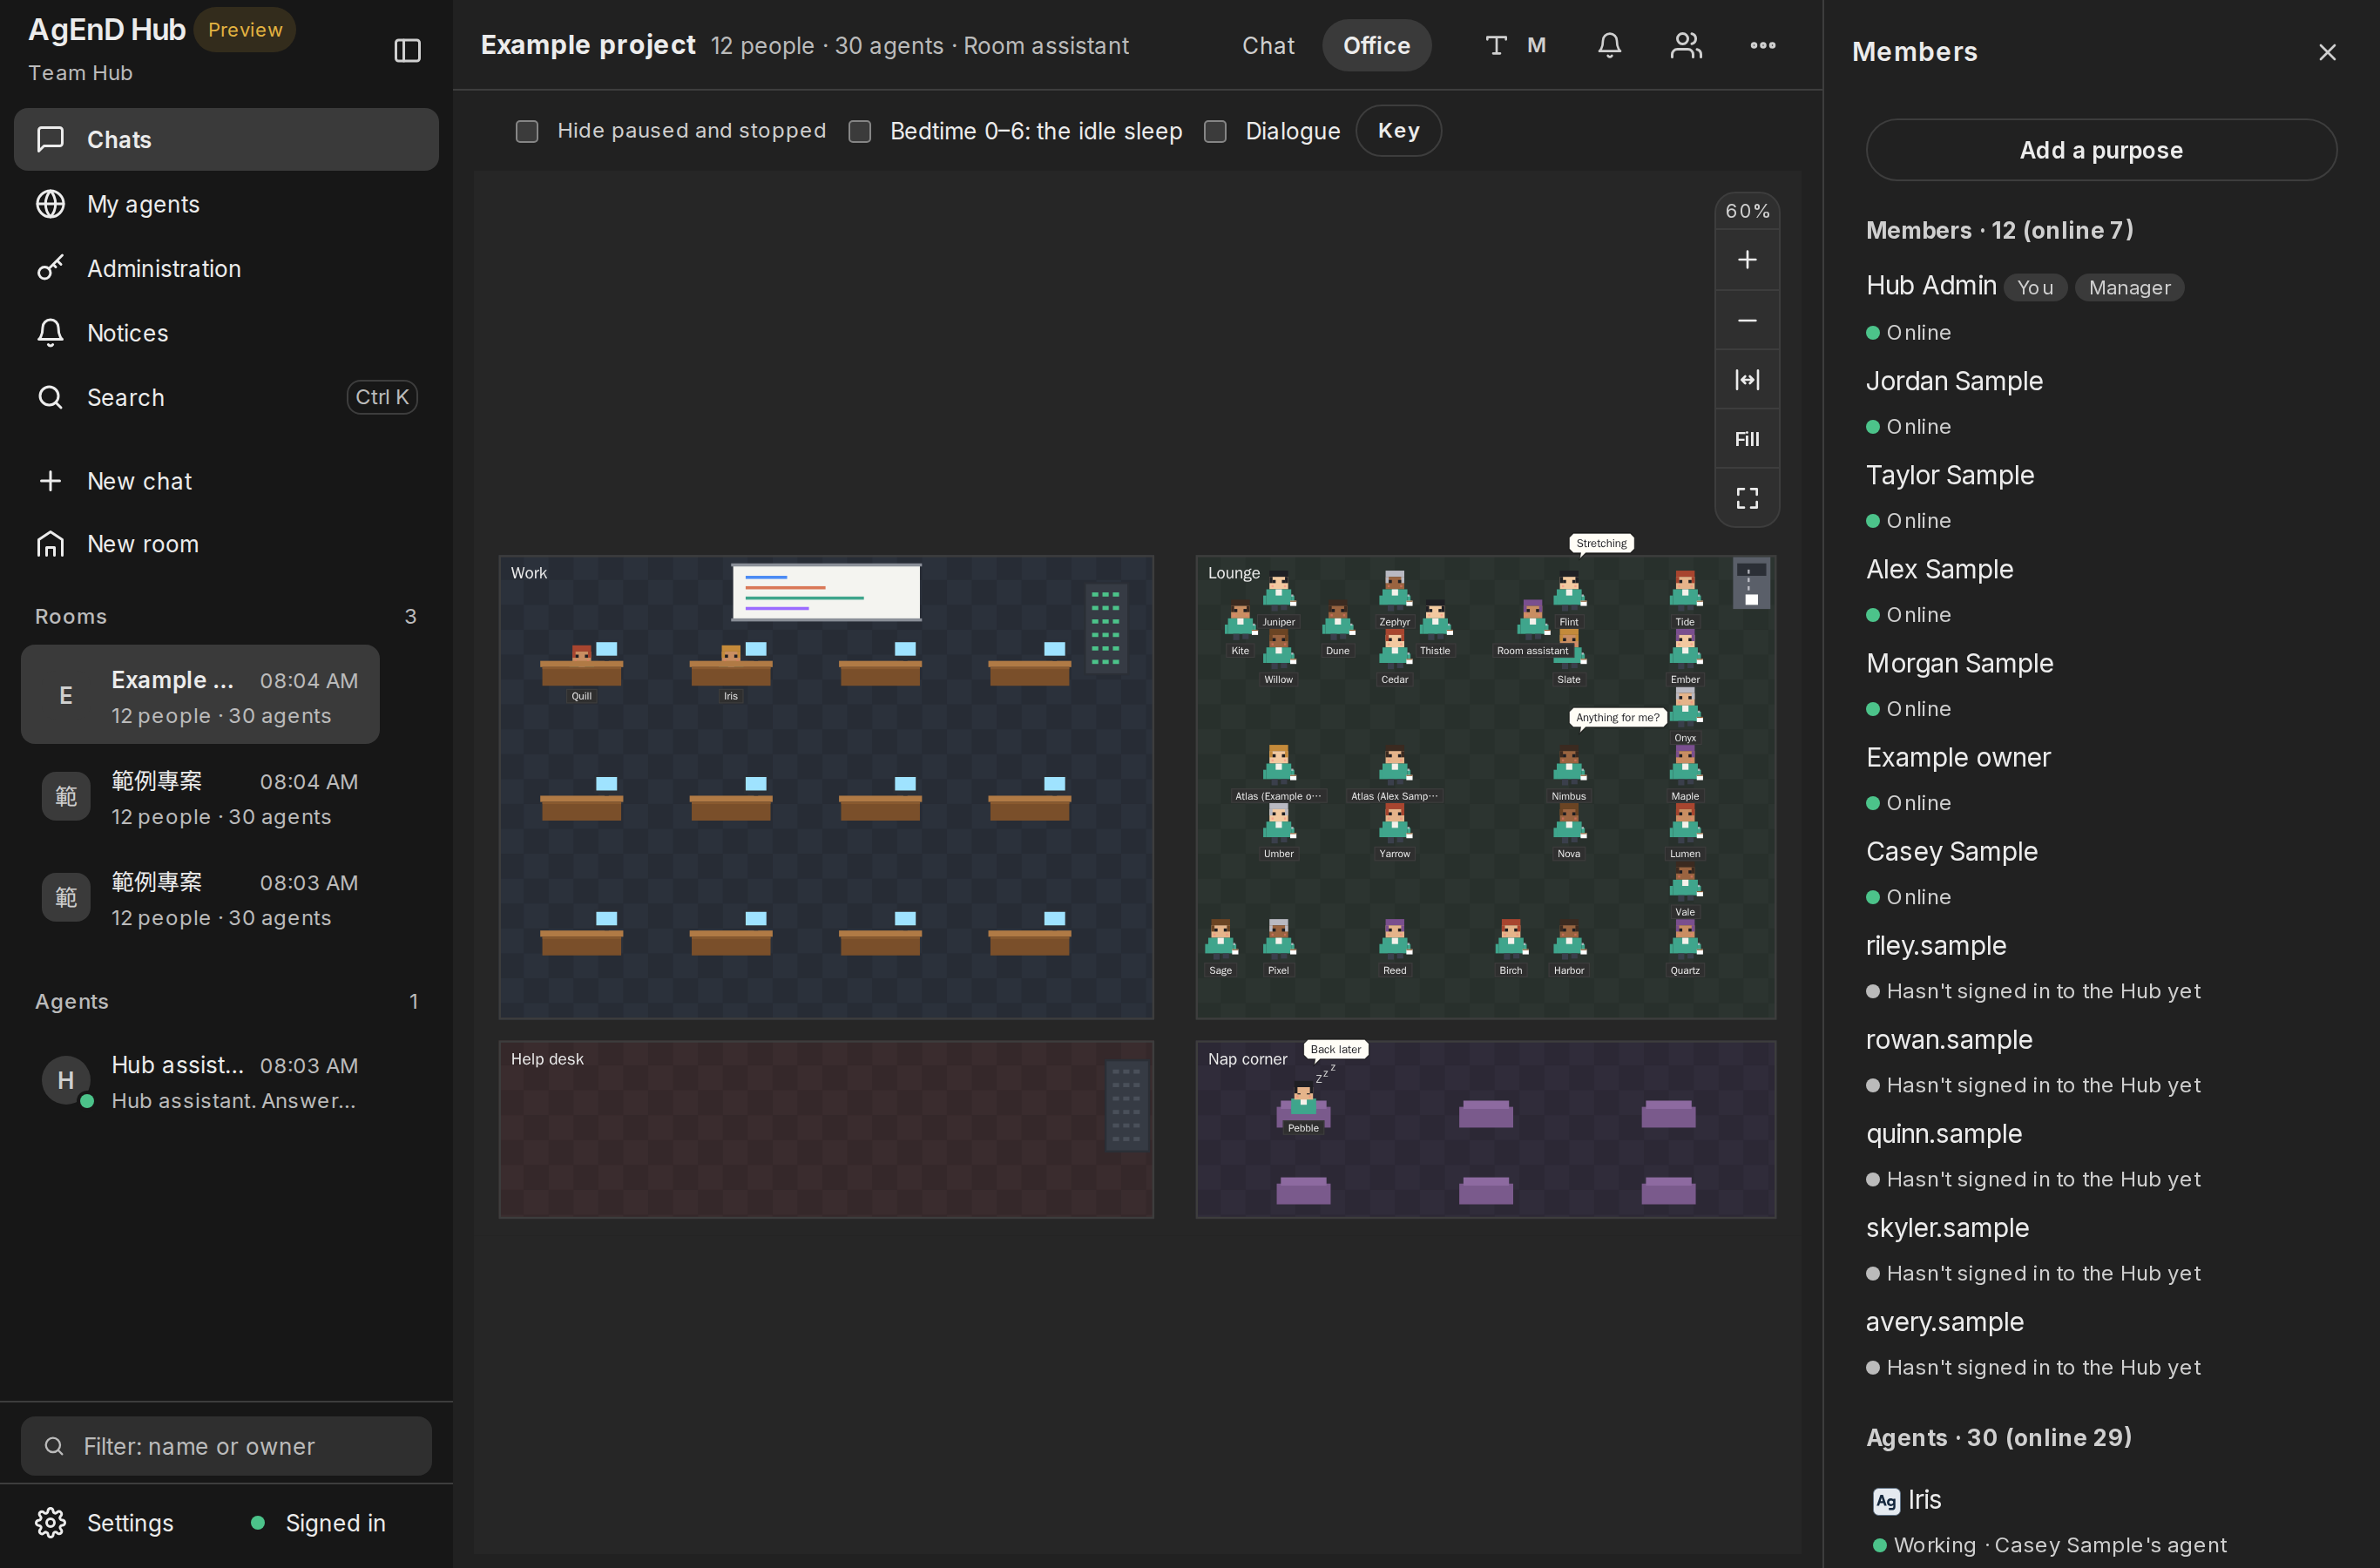 AgEnD Hub Preview
Team Hub
Chats
My agents
Administration
Notices
Search Ctrl K
New chat
New room
Rooms 3
E Example ... 08:04 AM
12 people · 30 agents
範 範例專案 08:04 AM
12 people · 30 agents
範 範例專案 08:03 AM
12 people · 30 agents
Agents 1
H Hub assist... 08:03 AM
Hub assistant. Answer...
Filter: name or owner
Settings Signed in
Example project 12 people · 30 agents · Room assistant
Chat Office T M
Hide paused and stopped Bedtime 0–6: the idle sleep Dialogue Key
60%
Fill
Work
Quill Iris
Stretching
Lounge
Juniper Zephyr Flint Tide
Kite Dune Thistle Room assistant
Willow Cedar Slate Ember
Anything for me?
Onyx
Atlas (Example o··· Atlas (Alex Samp··· Nimbus Maple
Umber Yarrow Nova Lumen
Vale
Sage Pixel Reed Birch Harbor Quartz
Help desk
Nap corner
Back later
z z z
Pebble
Members
Add a purpose
Members · 12 (online 7)
Hub Admin You Manager
Online
Jordan Sample
Online
Taylor Sample
Online
Alex Sample
Online
Morgan Sample
Online
Example owner
Online
Casey Sample
Online
riley.sample
Hasn't signed in to the Hub yet
rowan.sample
Hasn't signed in to the Hub yet
quinn.sample
Hasn't signed in to the Hub yet
skyler.sample
Hasn't signed in to the Hub yet
avery.sample
Hasn't signed in to the Hub yet
Agents · 30 (online 29)
Ag Iris
Working · Casey Sample's agent